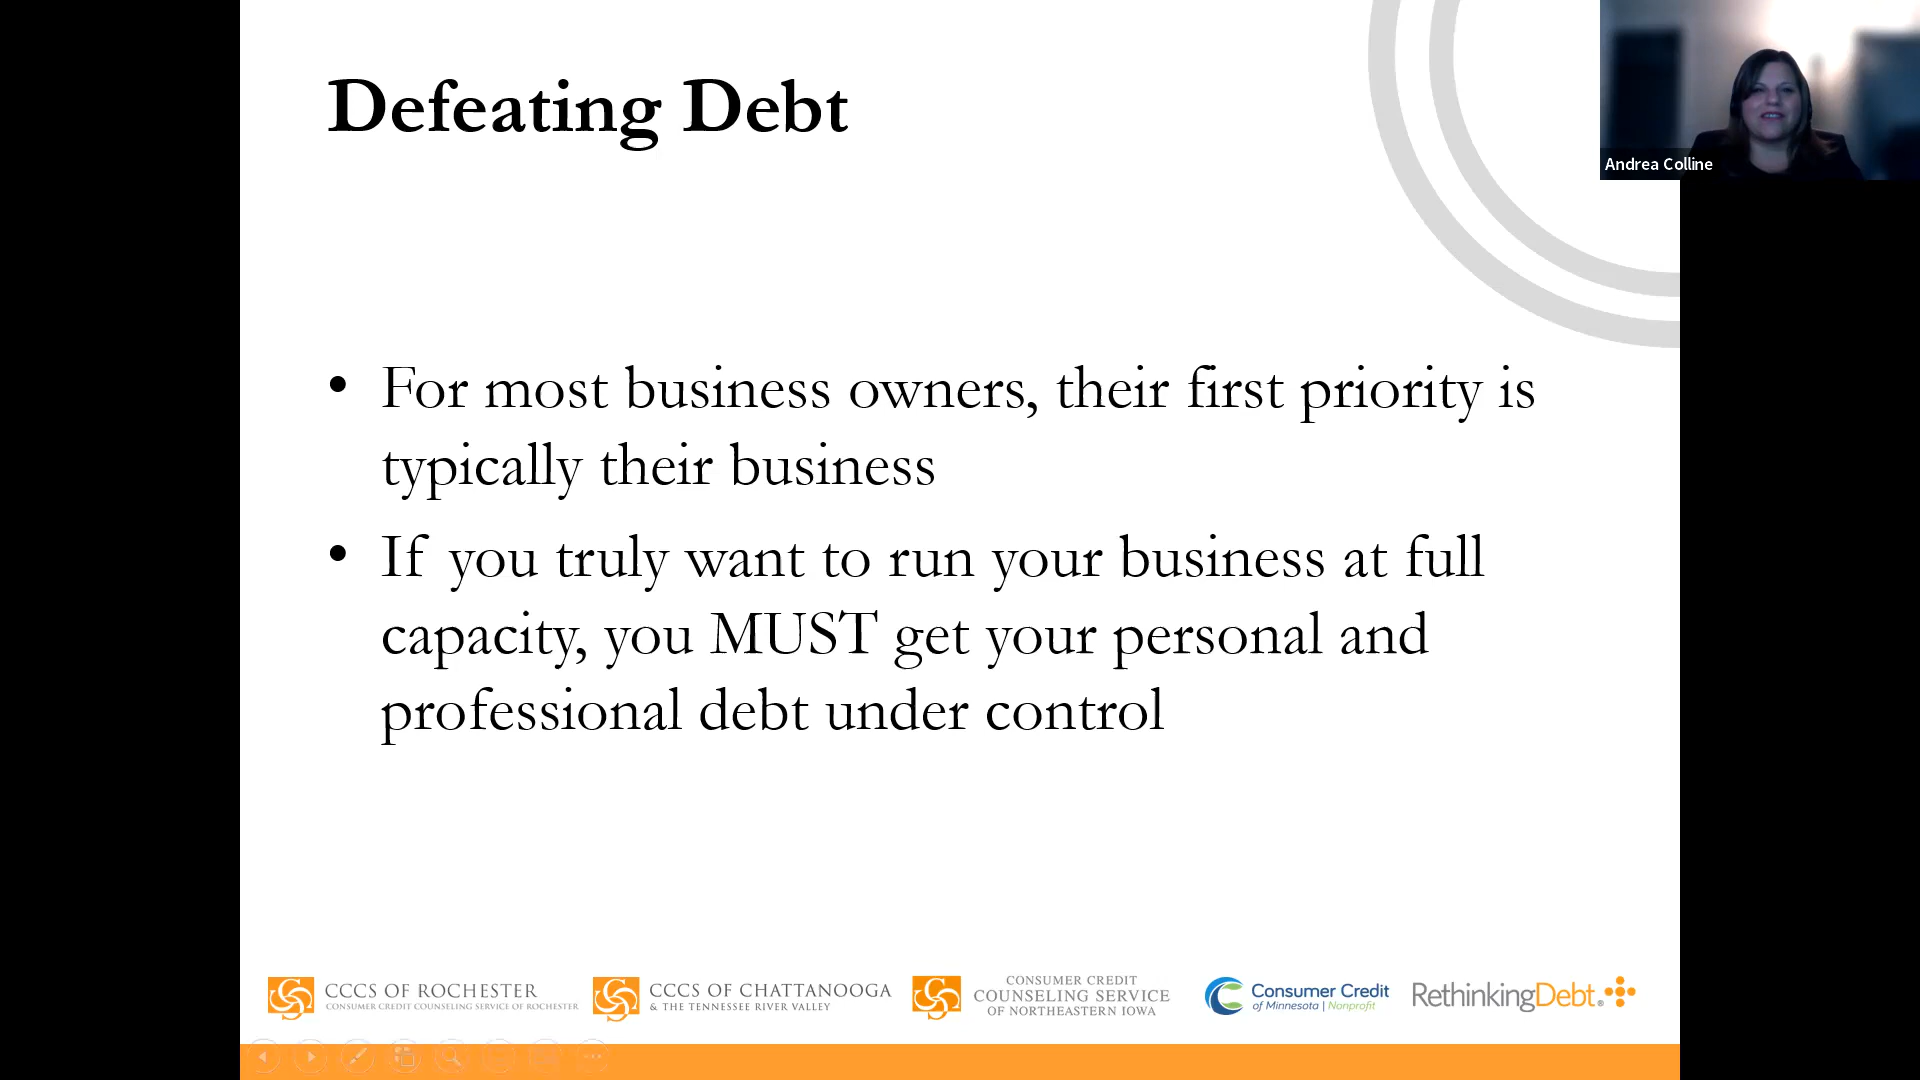 Defeating Debt
Andrea Colline
• For most business owners, their first priority is
typically their business
• If you truly want to run your business at full
capacity, you MUST get your personal and
professional debt under control
CCCS OF ROCHESTER
CONSUMER CREDIT COUNSELING SERVICE OF ROCHESTER
CCCS OF CHATTANOOGA
& THE TENNESSEE RIVER VALLEY
CONSUMER CREDIT
COUNSELING SERVICE
OF NORTHEASTERN IOWA
Consumer Credit
of Minnesota | Nonprofit
RethinkingDebt®